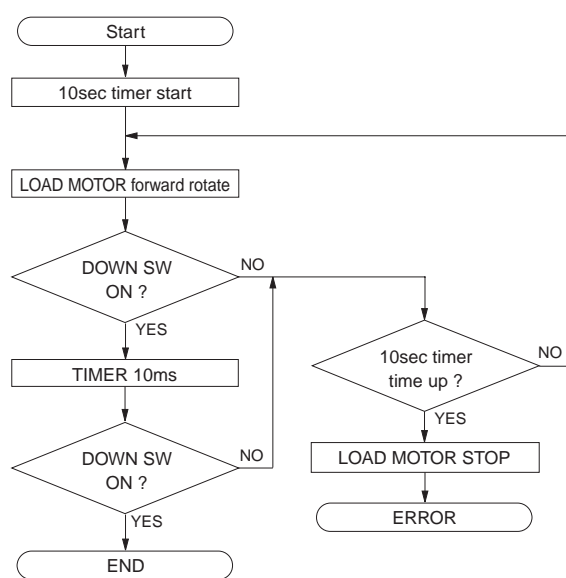 Start
10sec timer start
LOAD MOTOR forward rotate
DOWN SW
ON ?
NO
YES
TIMER 10ms
DOWN SW
ON ?
NO
YES
END
10sec timer
time up ?
NO
YES
LOAD MOTOR STOP
ERROR